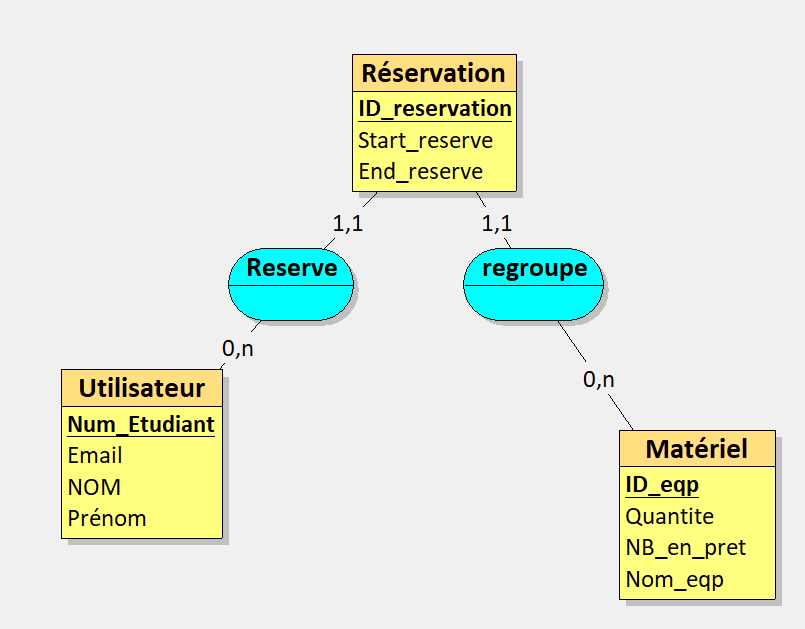 Réservation
ID_reservation
Start_reserve
End_reserve
1,1
1,1
Reserve
regroupe
0,n
0,n
Utilisateur
Num_Etudiant
Email
NOM
Prénom
Matériel
ID_eqp
Quantite
NB_en_pret
Nom_eqp